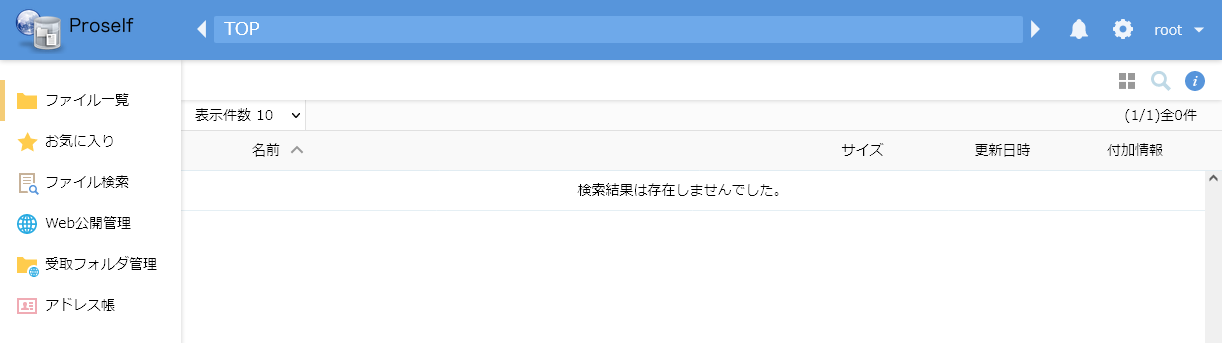 Proself
TOP
root
ファイル一覧
お気に入り
ファイル検索
Web公開管理
受取フォルダ管理
アドレス帳
表示件数 10
(1/1)全0件
名前 サイズ 更新日時 付加情報
検索結果は存在しませんでした。